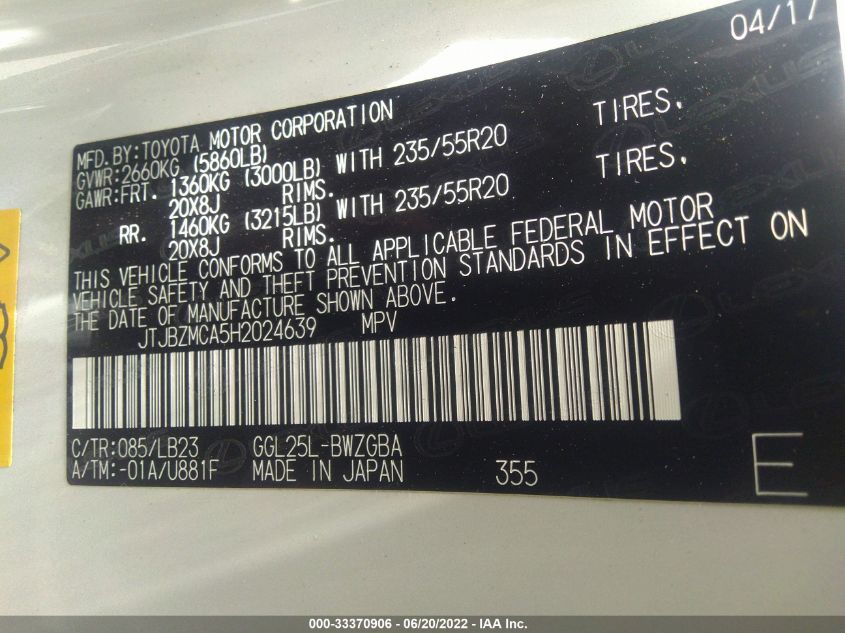 04/17
MFD.BY:TOYOTA MOTOR CORPORATION
GVWR:2660KG (5860LB)
GAWR:FRT. 1360KG (3000LB) WITH 235/55R20 TIRES,
20X8J RIMS.
RR. 1460KG (3215LB) WITH 235/55R20 TIRES,
20X8J RIMS.
THIS VEHICLE CONFORMS TO ALL APPLICABLE FEDERAL MOTOR
VEHICLE SAFETY AND THEFT PREVENTION STANDARDS IN EFFECT ON
THE DATE OF MANUFACTURE SHOWN ABOVE.
JTJBZMCA5H2024639 MPV
C/TR:085/LB23 GGL25L-BWZGBA
A/TM:-01A/U881F MADE IN JAPAN 355 E
LEXUS
000-33370906 - 06/20/2022 - IAA Inc.